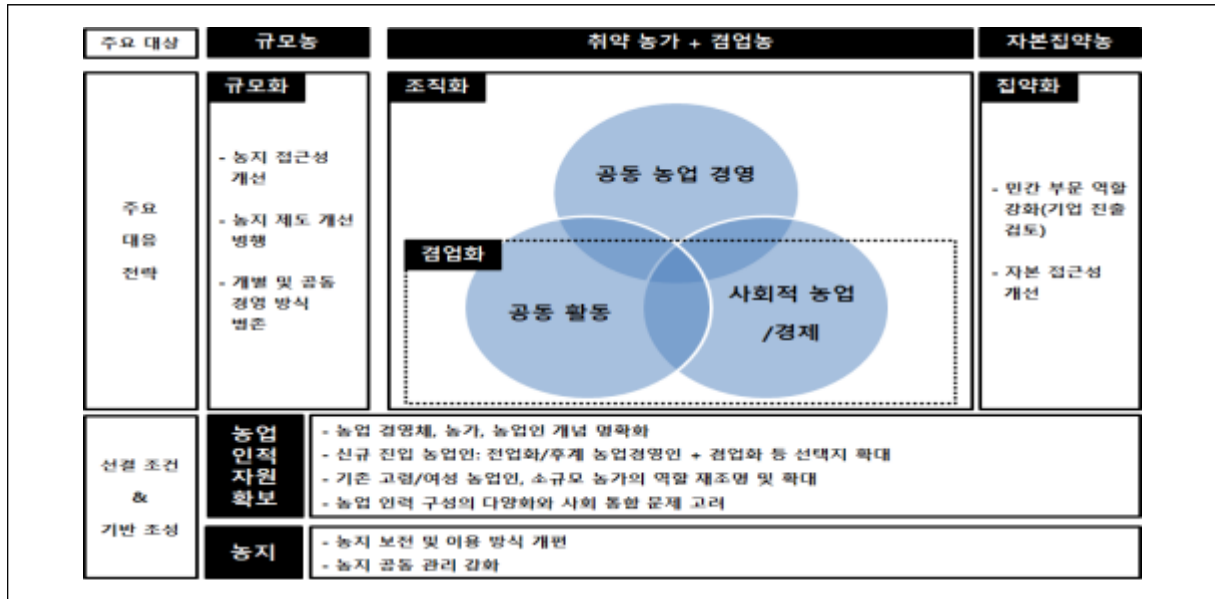 주요 대상
규모농
취약 농가 + 겸업농
자본집약농
주요
대응
전략
규모화
- 농지 접근성
개선
- 농지 제도 개선
병행
- 개별 및 공동
경영 방식
병존
조직화
공동 농업 경영
겸업화
공동 활동
사회적 농업
/경제
집약화
- 민간 부문 역할
강화(기업 진출
검토)
- 자본 접근성
개선
선결 조건
&
기반 조성
농업
인적
자원
확보
- 농업 경영체, 농가, 농업인 개념 명확화
- 신규 진입 농업인: 전업화/후계 농업경영인 + 겸업화 등 선택지 확대
- 기존 고령/여성 농업인, 소규모 농가의 역할 재조명 및 확대
- 농업 인력 구성의 다양화와 사회 통합 문제 고려
농지
- 농지 보전 및 이용 방식 개편
- 농지 공동 관리 강화